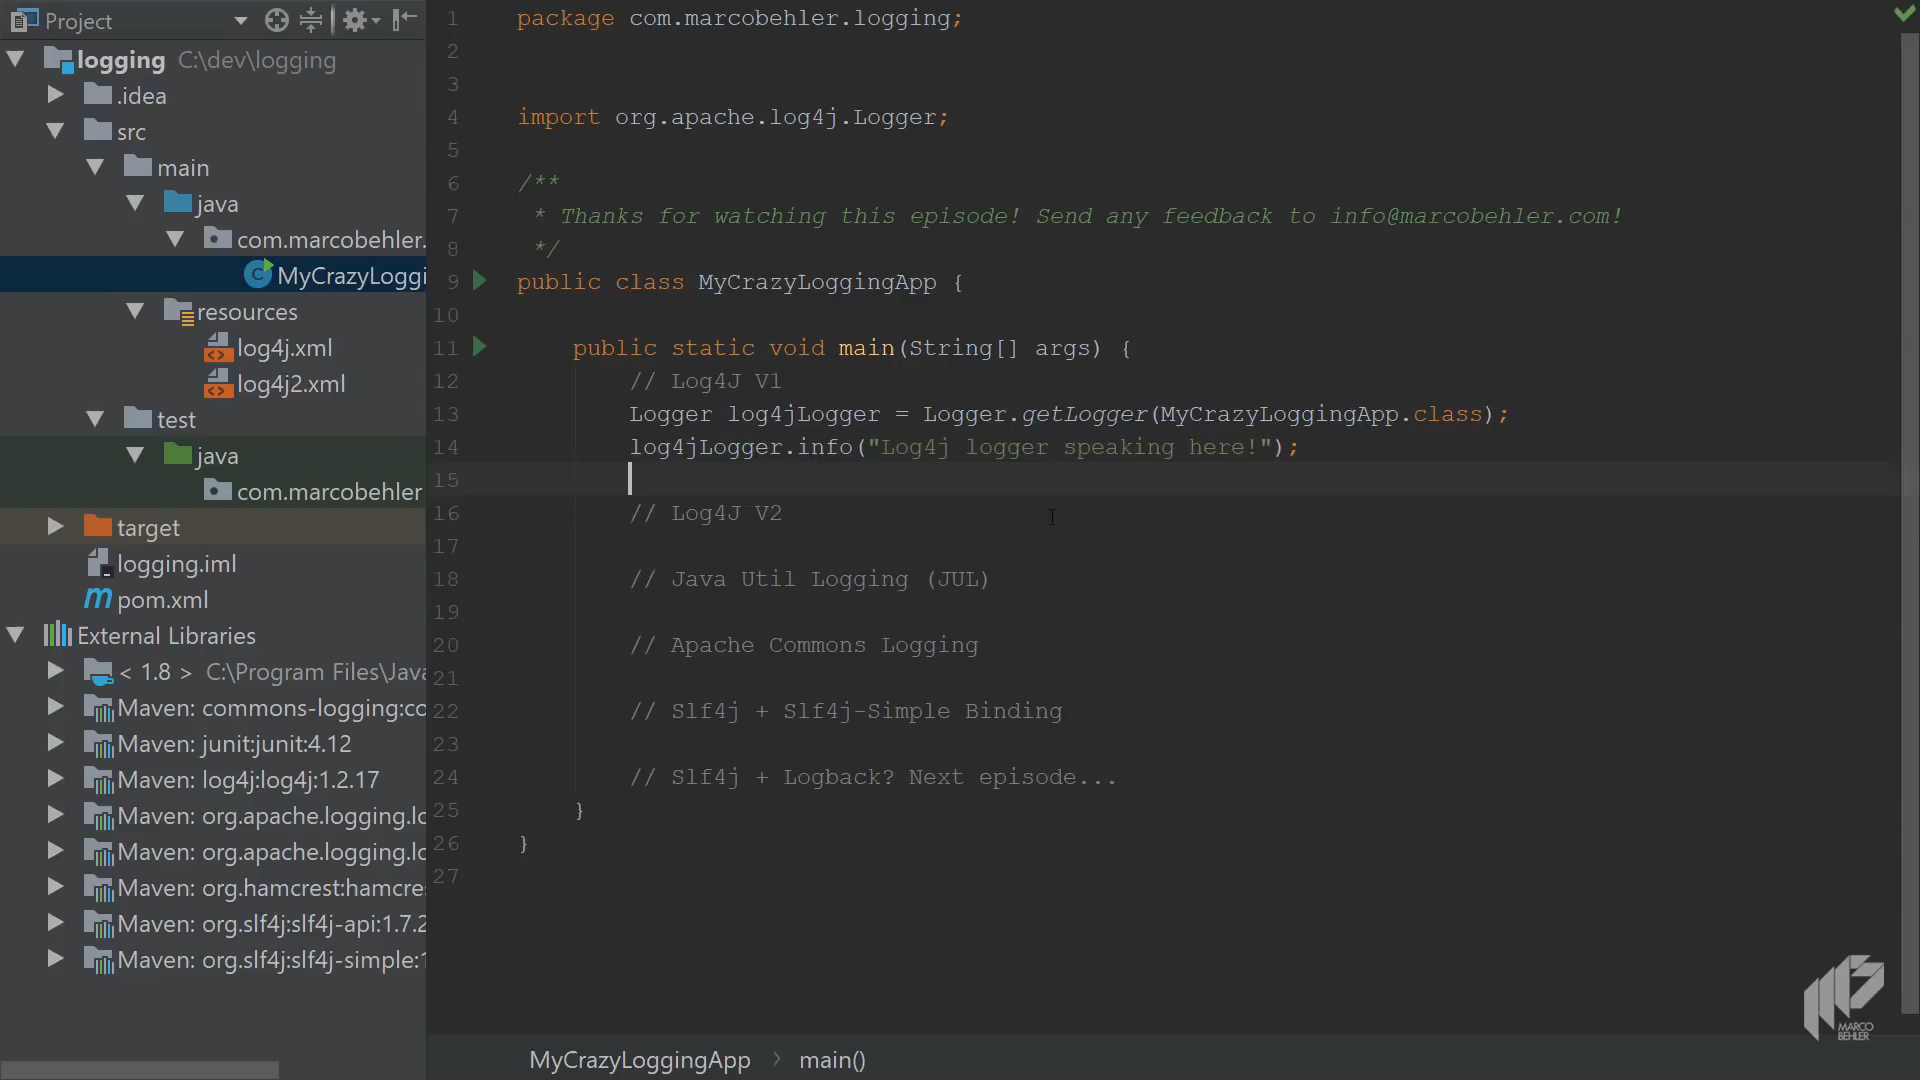 Project
logging C:\dev\logging
.idea
src
main
java
com.marcobehler.
MyCrazyLoggi
resources
log4j.xml
log4j2.xml
test
java
com.marcobehler
target
logging.iml
pom.xml
External Libraries
< 1.8 > C:\Program Files\Java
Maven: commons-logging:co
Maven: junit:junit:4.12
Maven: log4j:log4j:1.2.17
Maven: org.apache.logging.lo
Maven: org.apache.logging.lo
Maven: org.hamcrest:hamcres
Maven: org.slf4j:slf4j-api:1.7.2
Maven: org.slf4j:slf4j-simple:1
1 package com.marcobehler.logging;
2
3
4 import org.apache.log4j.Logger;
5
6 /**
7 * Thanks for watching this episode! Send any feedback to info@marcobehler.com!
8 */
9 public class MyCrazyLoggingApp {
10
11 public static void main(String[] args) {
12 // Log4J V1
13 Logger log4jLogger = Logger.getLogger(MyCrazyLoggingApp.class);
14 log4jLogger.info("Log4j logger speaking here!");
15
16 // Log4J V2
17
18 // Java Util Logging (JUL)
19
20 // Apache Commons Logging
21
22 // Slf4j + Slf4j-Simple Binding
23
24 // Slf4j + Logback? Next episode...
25 }
26 }
27
MyCrazyLoggingApp > main()
MARCO
BEHLER